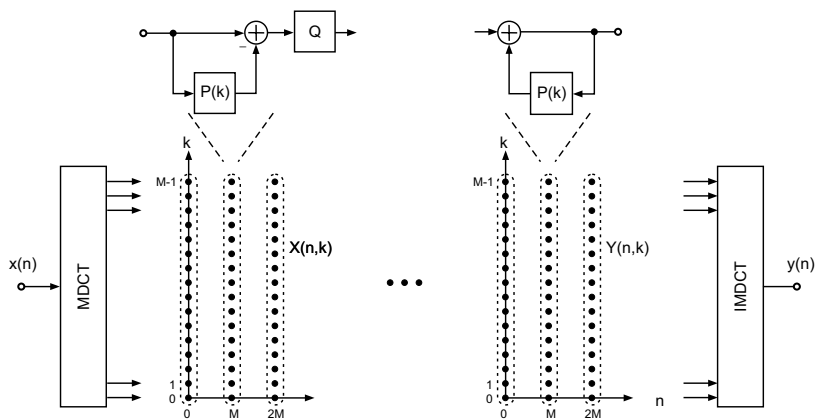 Q
−
P(k)
P(k)
k
k
M-1
M-1
x(n)
MDCT
X(n,k)
Y(n,k)
IMDCT
y(n)
1
0
1
0
n
0
M
2M
0
M
2M